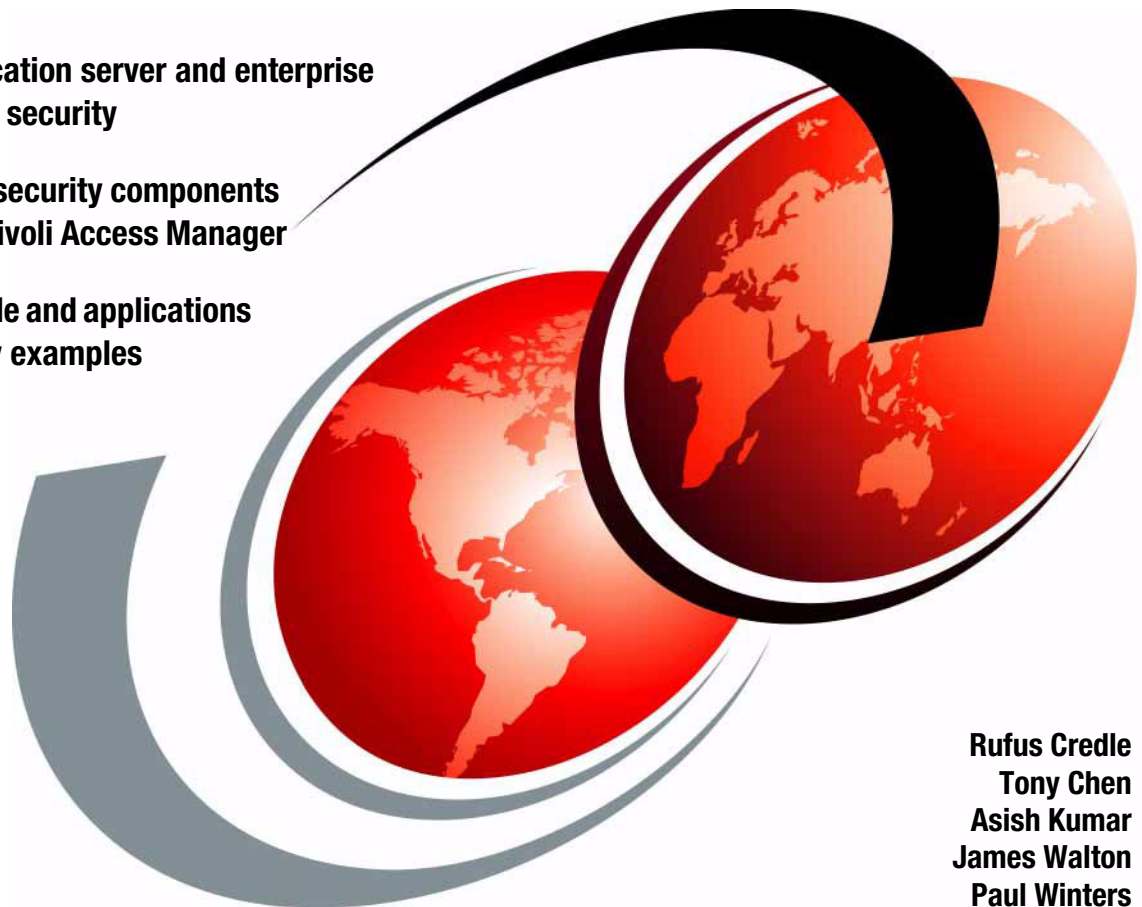 cation server and enterprise
security
security components
ivoli Access Manager
le and applications
examples
Rufus Credle
Tony Chen
Asish Kumar
James Walton
Paul Winters